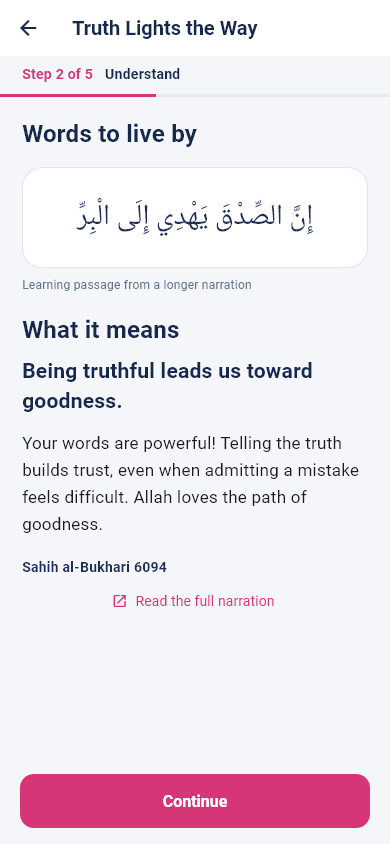 Truth Lights the Way
Step 2 of 5 Understand
Words to live by
إِنَّ الصِّدْقَ يَهْدِي إِلَى الْبِرِّ
Learning passage from a longer narration
What it means
Being truthful leads us toward
goodness.
Your words are powerful! Telling the truth
builds trust, even when admitting a mistake
feels difficult. Allah loves the path of
goodness.
Sahih al-Bukhari 6094
Read the full narration
Continue